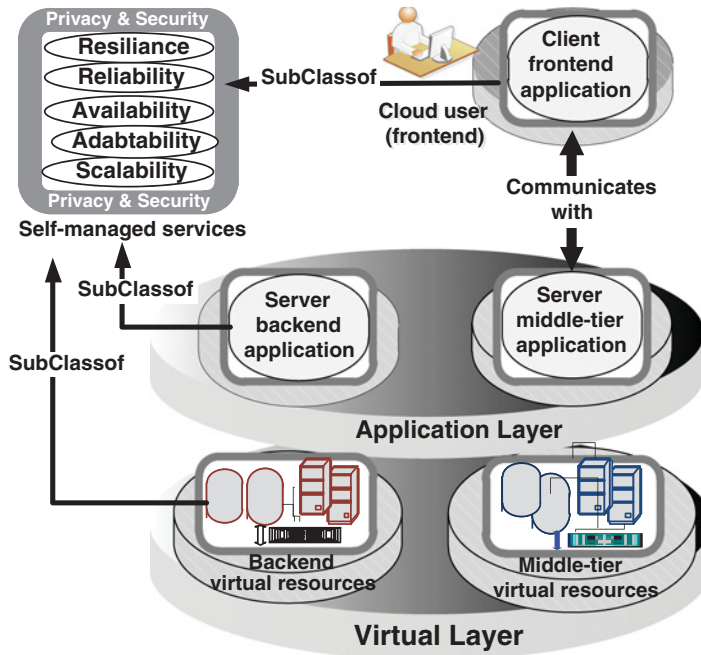 Privacy & Security
Resiliance
Reliability
Availability
Adabtability
Scalability
Privacy & Security
Self-managed services
SubClassof
Cloud user
(frontend)
Client
frontend
application
Communicates
with
SubClassof
SubClassof
Server
backend
application
Server
middle-tier
application
Application Layer
Backend
virtual resources
Middle-tier
virtual resources
Virtual Layer